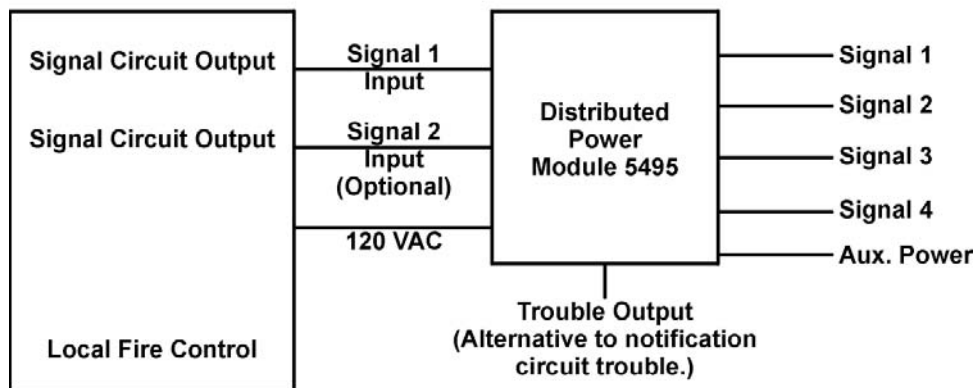 Signal Circuit Output
Signal 1
Input
Signal Circuit Output
Signal 2
Input
(Optional)
120 VAC
Local Fire Control
Distributed
Power
Module 5495
Signal 1
Signal 2
Signal 3
Signal 4
Aux. Power
Trouble Output
(Alternative to notification
circuit trouble.)